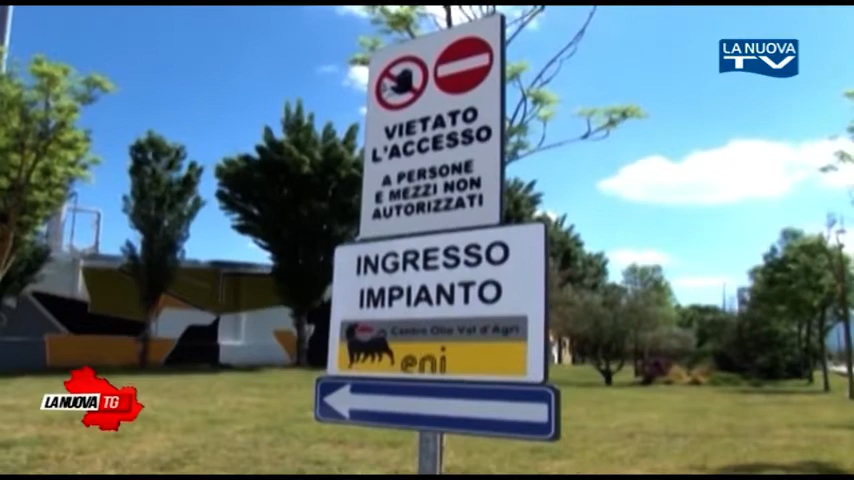 LA NUOVA
TV
VIETATO
L'ACCESSO
A PERSONE
E MEZZI NON
AUTORIZZATI
INGRESSO
IMPIANTO
Centro Olio Val d'Agri
eni
LA NUOVA TG